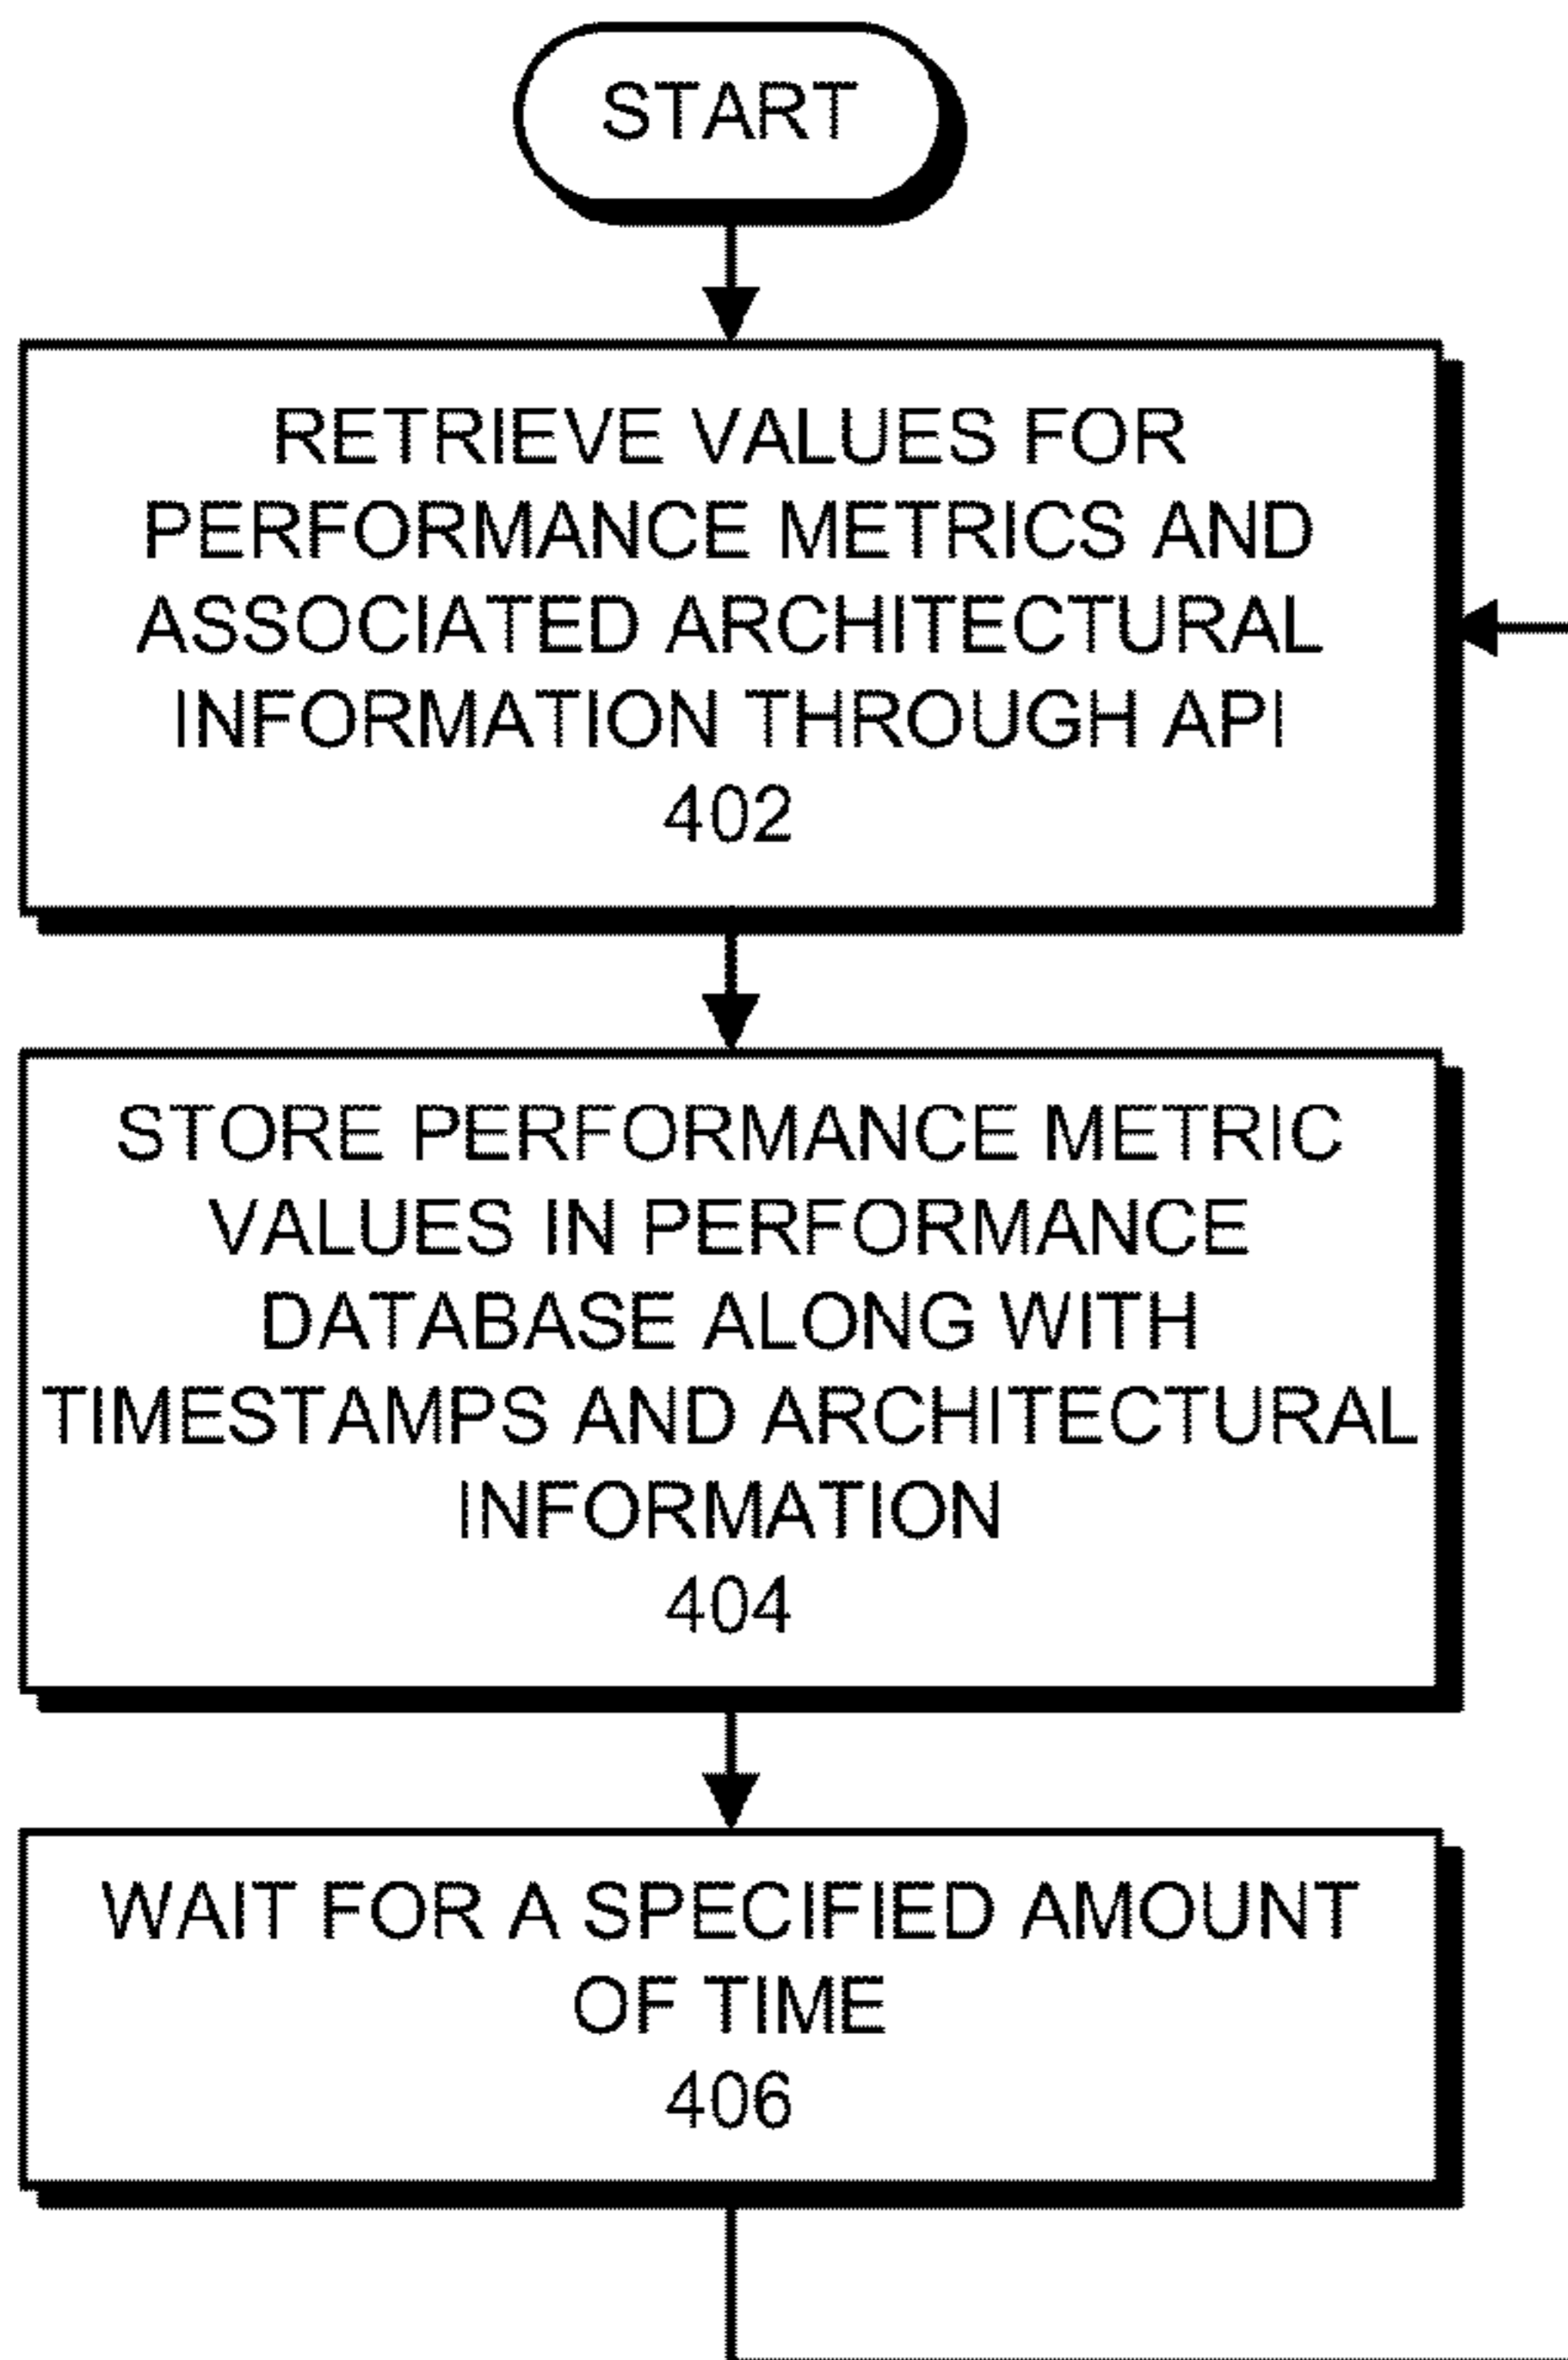 START
RETRIEVE VALUES FOR
PERFORMANCE METRICS AND
ASSOCIATED ARCHITECTURAL
INFORMATION THROUGH API
402
STORE PERFORMANCE METRIC
VALUES IN PERFORMANCE
DATABASE ALONG WITH
TIMESTAMPS AND ARCHITECTURAL
INFORMATION
404
WAIT FOR A SPECIFIED AMOUNT
OF TIME
406